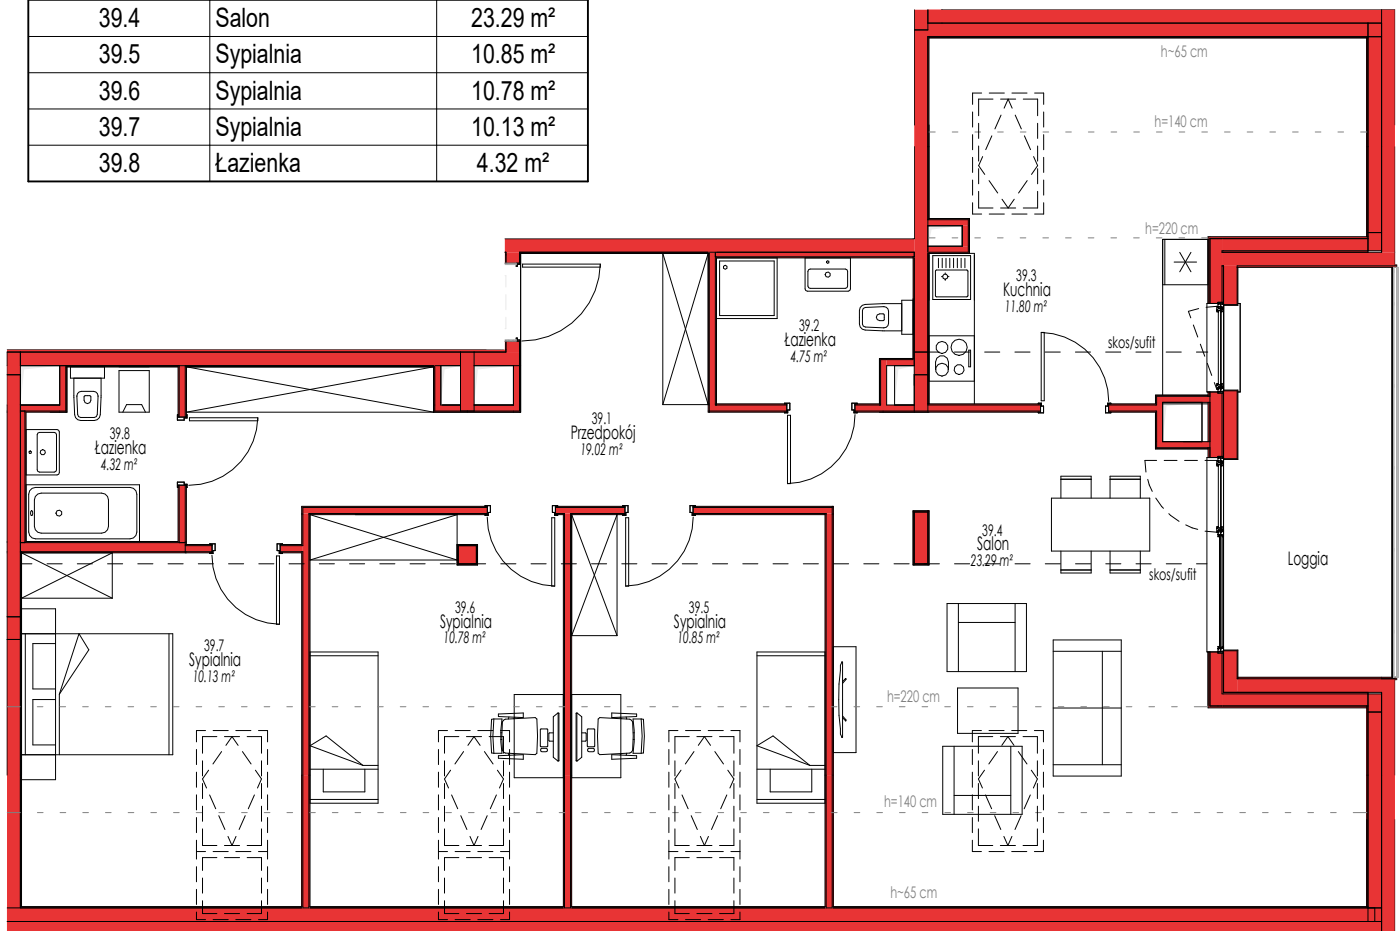 39.4 Salon 23.29 m²
39.5 Sypialnia 10.85 m²
39.6 Sypialnia 10.78 m²
39.7 Sypialnia 10.13 m²
39.8 Łazienka 4.32 m²
h~65 cm
h=140 cm
h=220 cm
39.3
Kuchnia
11.80 m²
skos/sufit
39.2
Łazienka
4.75 m²
39.1
Przedpokój
19.02 m²
39.8
Łazienka
4.32 m²
39.4
Salon
23.29 m²
skos/sufit
Loggia
39.7
Sypialnia
10.13 m²
39.6
Sypialnia
10.78 m²
39.5
Sypialnia
10.85 m²
h=220 cm
h=140 cm
h~65 cm